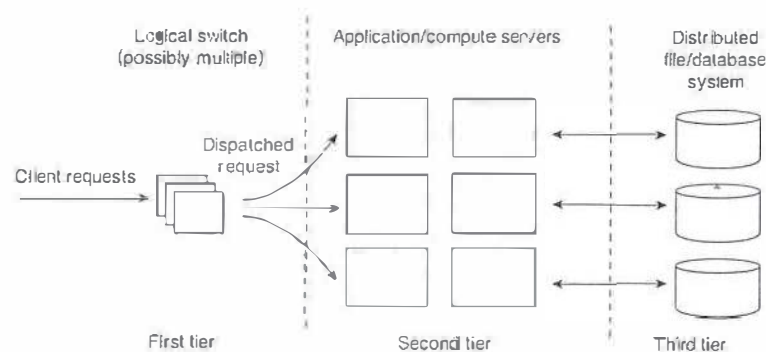 Logical switch
(possibly multiple)
Application/compute servers
Distributed
file/database
system
Dispatched
request
Client requests
First tier
Second tier
Third tier